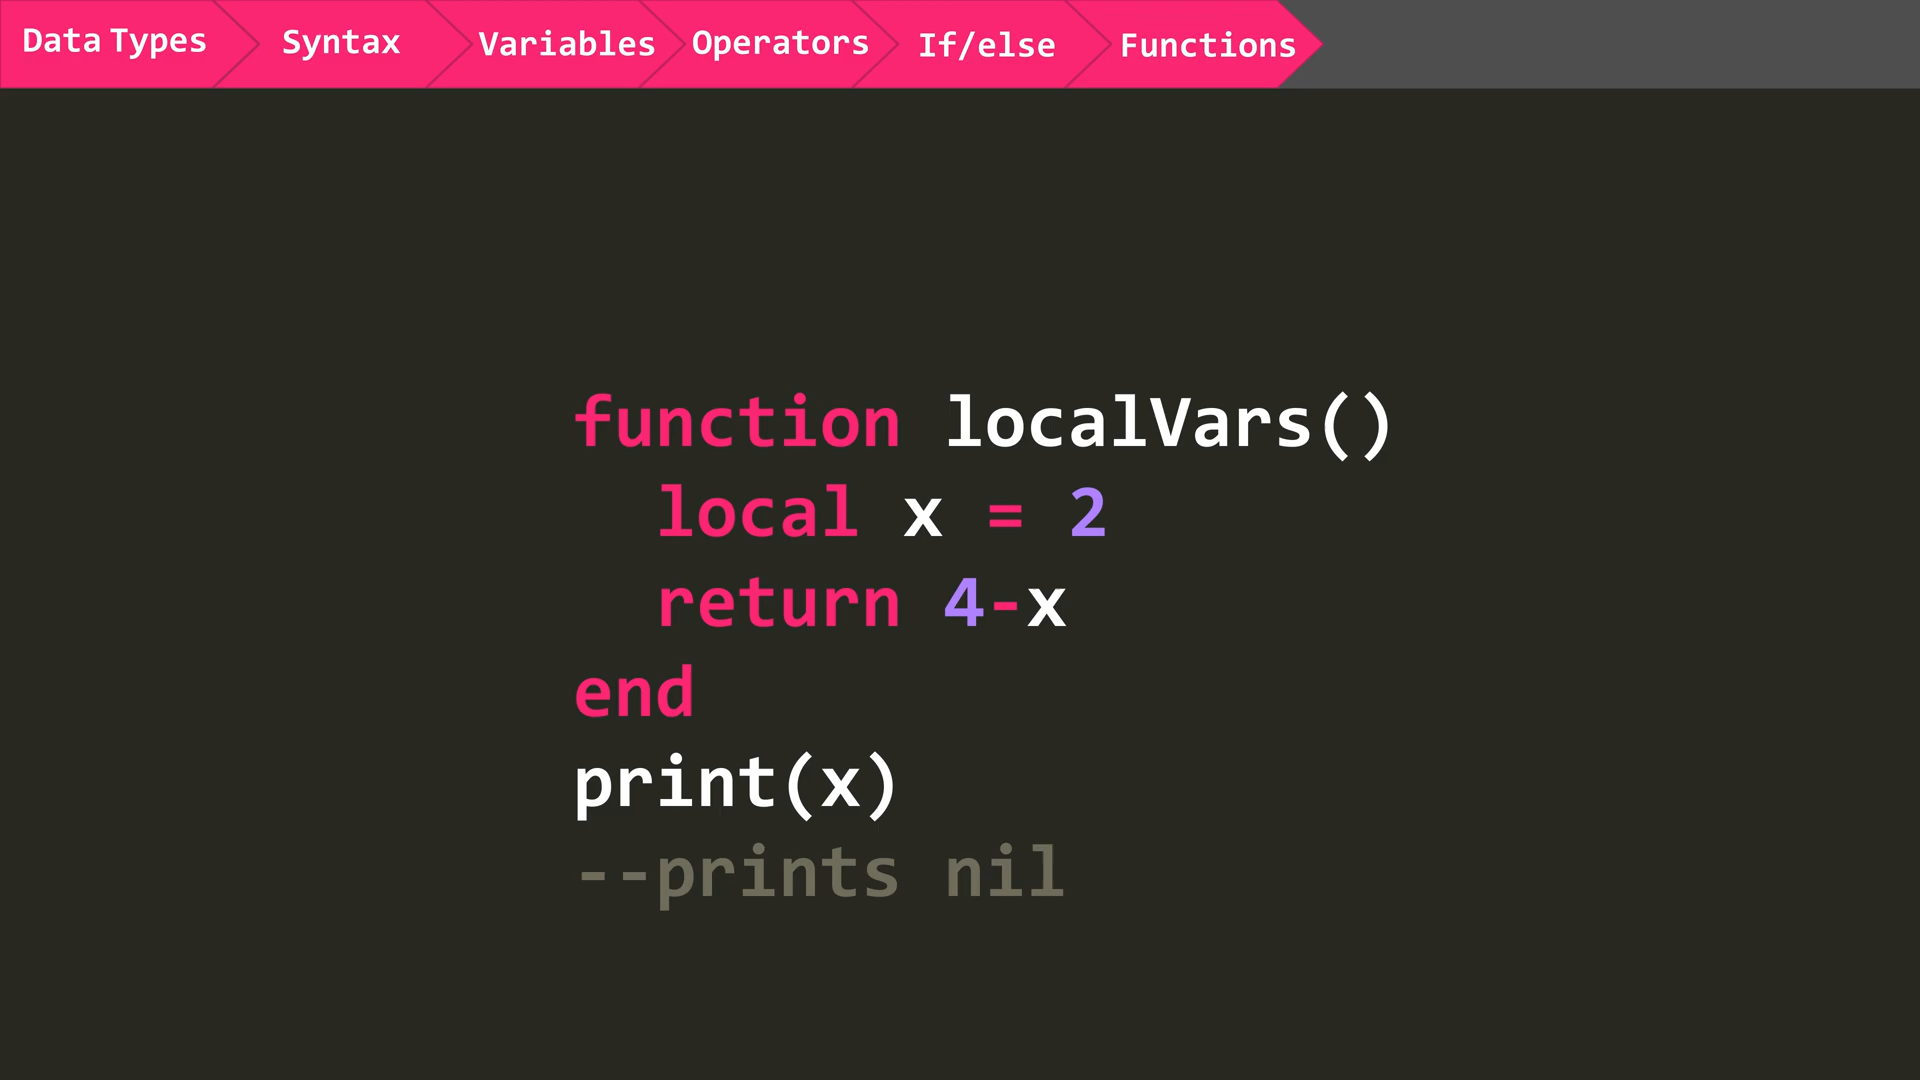 Data Types
Syntax
Variables
Operators
If/else
Functions
function localVars()
  local x = 2
  return 4-x
end
print(x)
--prints nil